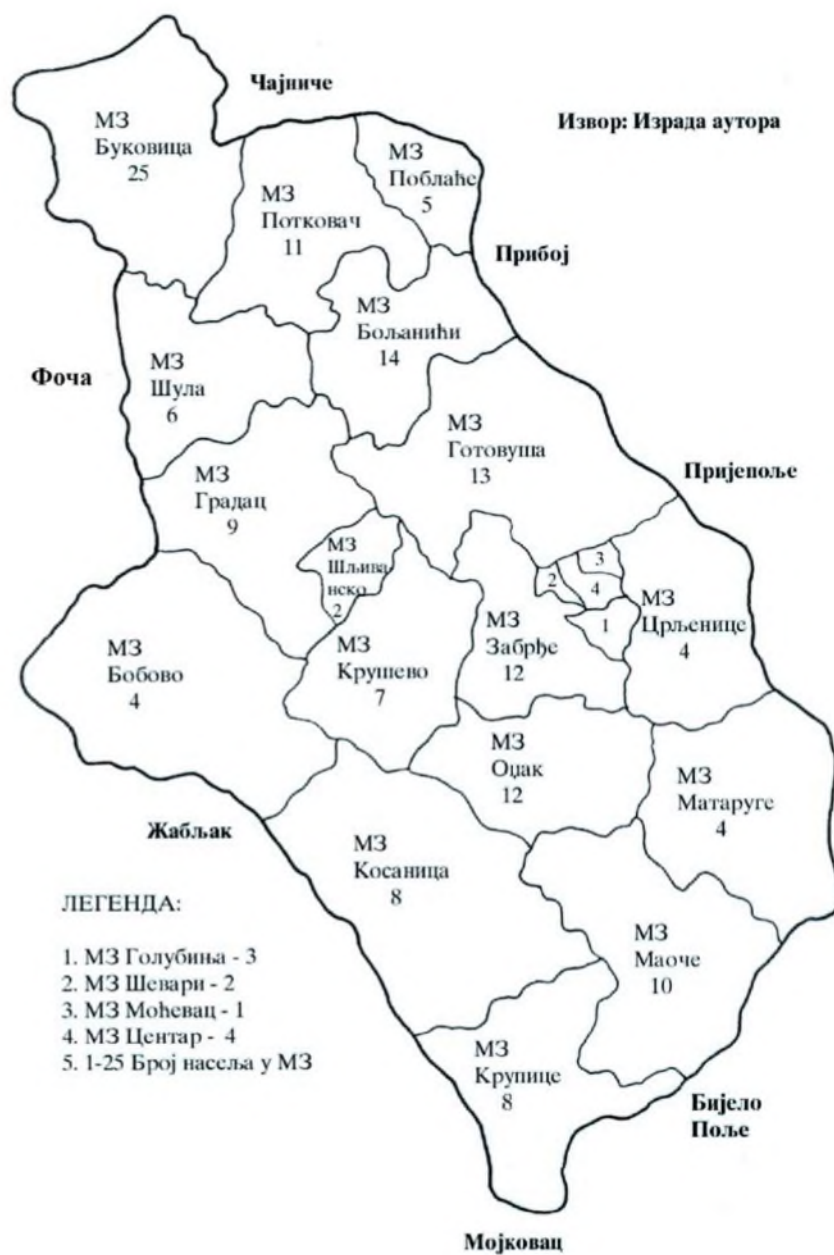 Чајниче
Извор: Израда аутора
МЗ
Буковица
25
МЗ
Поблаће
5
МЗ
Потковач
11
Прибој
МЗ
Бољанићи
14
МЗ
Шула
6
Фоча
МЗ
Готовуша
13
Пријепоље
МЗ
Градац
9
МЗ
Шљива
нско
2
3
2
4
1
МЗ
Црљенице
4
МЗ
Забрђе
12
МЗ
Бобово
4
МЗ
Крушево
7
МЗ
Оџак
12
МЗ
Матаруге
4
Жабљак
МЗ
Косаница
8
МЗ
Маоче
10
ЛЕГЕНДА:
1. МЗ Голубиња - 3
2. МЗ Шевари - 2
3. МЗ Моћевац - 1
4. МЗ Центар - 4
5. 1-25 Број насеља у МЗ
МЗ
Крупице
8
Бијело
Поље
Мојковац